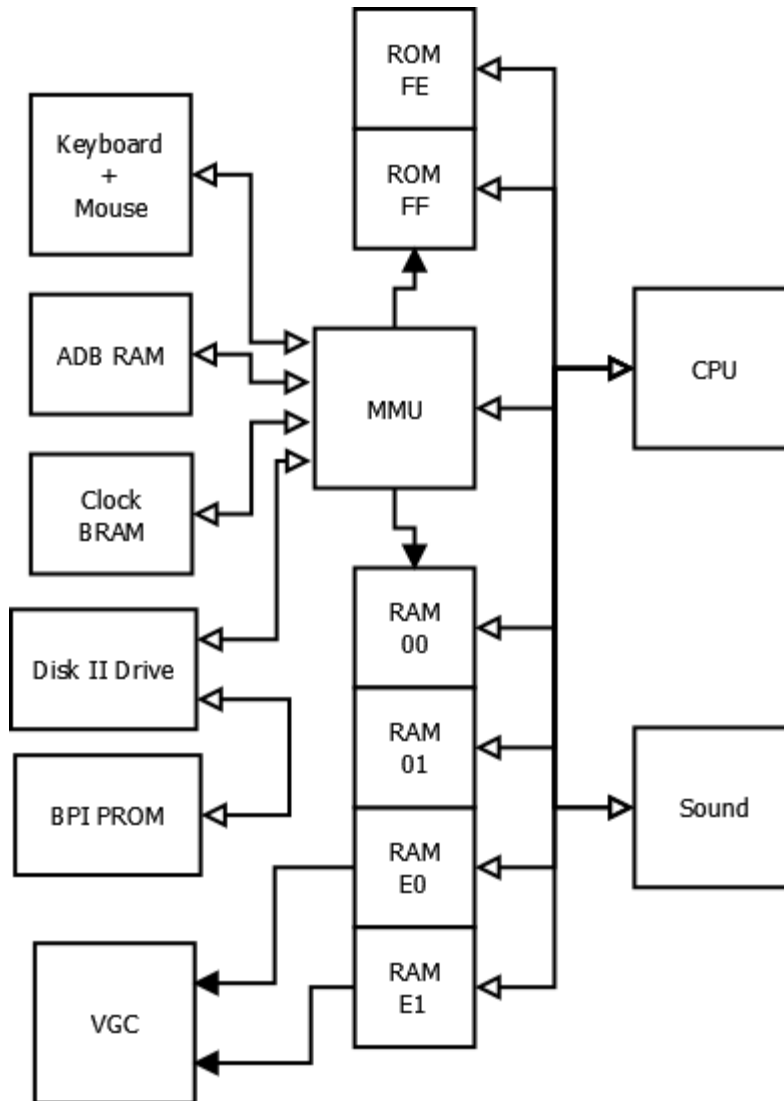 ROM
FE
Keyboard
+
Mouse
ROM
FF
ADB RAM
MMU
CPU
Clock
BRAM
RAM
00
Disk II Drive
RAM
01
BPI PROM
Sound
RAM
E0
VGC
RAM
E1